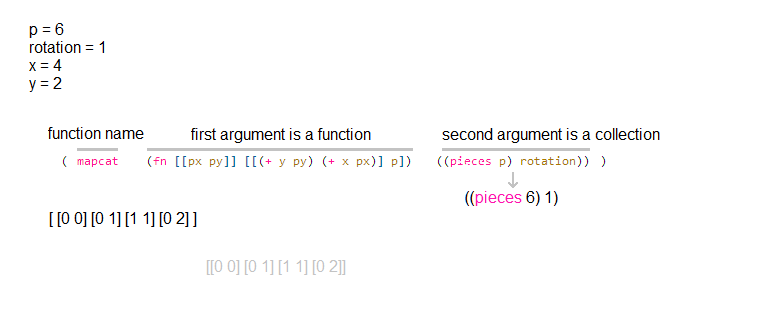 p = 6
rotation = 1
x = 4
y = 2
function name first argument is a function second argument is a collection
( mapcat (fn [[px py]] [[(+ y py) (+ x px)] p]) ((pieces p) rotation)) )
((pieces 6) 1)
[ [0 0] [0 1] [1 1] [0 2] ]
[[0 0] [0 1] [1 1] [0 2]]